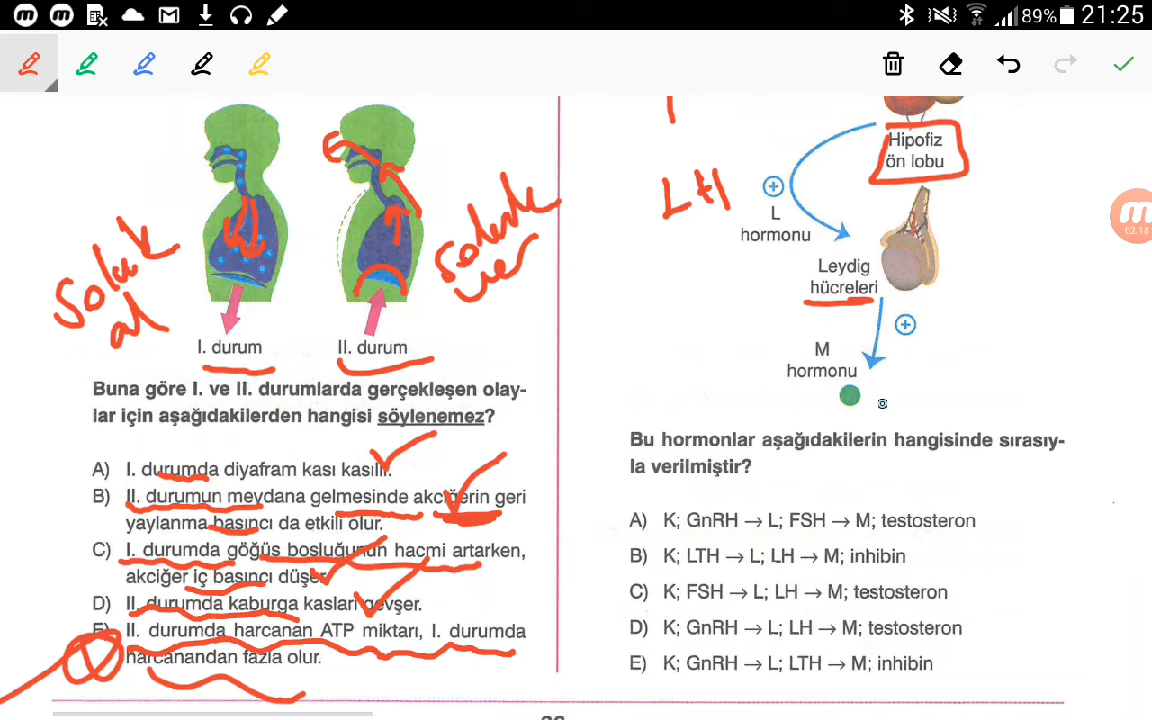 89% 21:25
02:18
Solak
al
I. durum
II. durum
Buna göre I. ve II. durumlarda gerçekleşen olay-
lar için aşağıdakilerden hangisi söylenemez?
A) I. durumda diyafram kası kasılır.
B) II. durumun meydana gelmesinde akciğerin geri
yaylanma basıncı da etkili olur.
C) I. durumda göğüs boşluğunun hacmi artarken,
akciğer iç basıncı düşer.
D) II. durumda kaburga kasları gevşer.
E) II. durumda harcanan ATP miktarı, I. durumda
harcanandan fazla olur.
Hipofiz
ön lobu
LH
L
hormonu
Leydig
hücreleri
M
hormonu
Bu hormonlar aşağıdakilerin hangisinde sırasıy-
la verilmiştir?
A) K; GnRH → L; FSH → M; testosteron
B) K; LTH → L; LH → M; inhibin
C) K; FSH → L; LH → M; testosteron
D) K; GnRH → L; LH → M; testosteron
E) K; GnRH → L; LTH → M; inhibin